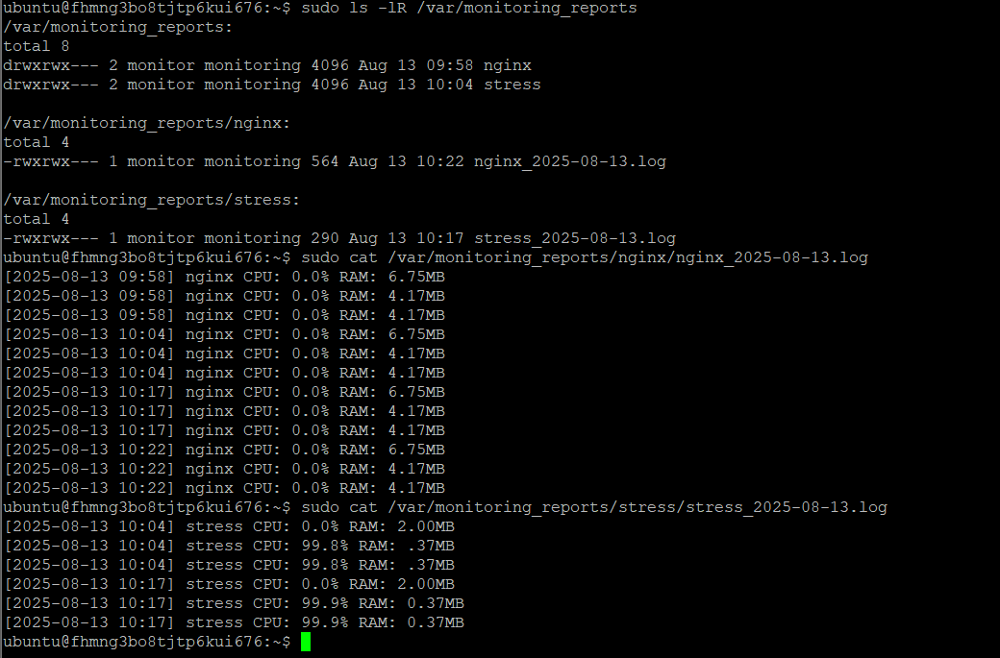 ubuntu@fhmng3bo8tjtp6kui676:~$ sudo ls -lR /var/monitoring_reports
/var/monitoring_reports:
total 8
drwxrwx--- 2 monitor monitoring 4096 Aug 13 09:58 nginx
drwxrwx--- 2 monitor monitoring 4096 Aug 13 10:04 stress

/var/monitoring_reports/nginx:
total 4
-rwxrwx--- 1 monitor monitoring 564 Aug 13 10:22 nginx_2025-08-13.log

/var/monitoring_reports/stress:
total 4
-rwxrwx--- 1 monitor monitoring 290 Aug 13 10:17 stress_2025-08-13.log
ubuntu@fhmng3bo8tjtp6kui676:~$ sudo cat /var/monitoring_reports/nginx/nginx_2025-08-13.log
[2025-08-13 09:58] nginx CPU: 0.0% RAM: 6.75MB
[2025-08-13 09:58] nginx CPU: 0.0% RAM: 4.17MB
[2025-08-13 09:58] nginx CPU: 0.0% RAM: 4.17MB
[2025-08-13 10:04] nginx CPU: 0.0% RAM: 6.75MB
[2025-08-13 10:04] nginx CPU: 0.0% RAM: 4.17MB
[2025-08-13 10:04] nginx CPU: 0.0% RAM: 4.17MB
[2025-08-13 10:17] nginx CPU: 0.0% RAM: 6.75MB
[2025-08-13 10:17] nginx CPU: 0.0% RAM: 4.17MB
[2025-08-13 10:17] nginx CPU: 0.0% RAM: 4.17MB
[2025-08-13 10:22] nginx CPU: 0.0% RAM: 6.75MB
[2025-08-13 10:22] nginx CPU: 0.0% RAM: 4.17MB
[2025-08-13 10:22] nginx CPU: 0.0% RAM: 4.17MB
ubuntu@fhmng3bo8tjtp6kui676:~$ sudo cat /var/monitoring_reports/stress/stress_2025-08-13.log
[2025-08-13 10:04] stress CPU: 0.0% RAM: 2.00MB
[2025-08-13 10:04] stress CPU: 99.8% RAM: .37MB
[2025-08-13 10:04] stress CPU: 99.8% RAM: .37MB
[2025-08-13 10:17] stress CPU: 0.0% RAM: 2.00MB
[2025-08-13 10:17] stress CPU: 99.9% RAM: 0.37MB
[2025-08-13 10:17] stress CPU: 99.9% RAM: 0.37MB
ubuntu@fhmng3bo8tjtp6kui676:~$